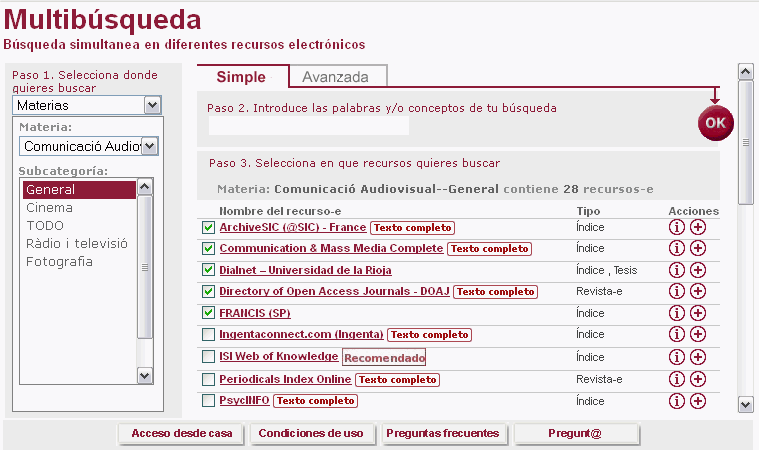 Multibúsqueda
Búsqueda simultanea en diferentes recursos electrónicos
Paso 1. Selecciona donde
quieres buscar
Materias
Materia:
Comunicació Audiov
Subcategoría:
General
Cinema
TODO
Ràdio i televisió
Fotografia
Simple
Avanzada
Paso 2. Introduce las palabras y/o conceptos de tu búsqueda
OK
Paso 3. Selecciona en que recursos quieres buscar
Materia: Comunicació Audiovisual--General contiene 28 recursos-e
Nombre del recurso-e Tipo Acciones
ArchiveSIC (@SIC) - France Texto completo Índice
Communication & Mass Media Complete Texto completo Índice
Dialnet – Universidad de la Rioja Índice , Tesis
Directory of Open Access Journals - DOAJ Texto completo Revista-e
FRANCIS (SP) Índice
Ingentaconnect.com (Ingenta) Texto completo Índice
ISI Web of Knowledge Recomendado Índice
Periodicals Index Online Texto completo Revista-e
PsycINFO Texto completo Índice
Acceso desde casa Condiciones de uso Preguntas frecuentes Pregunt@